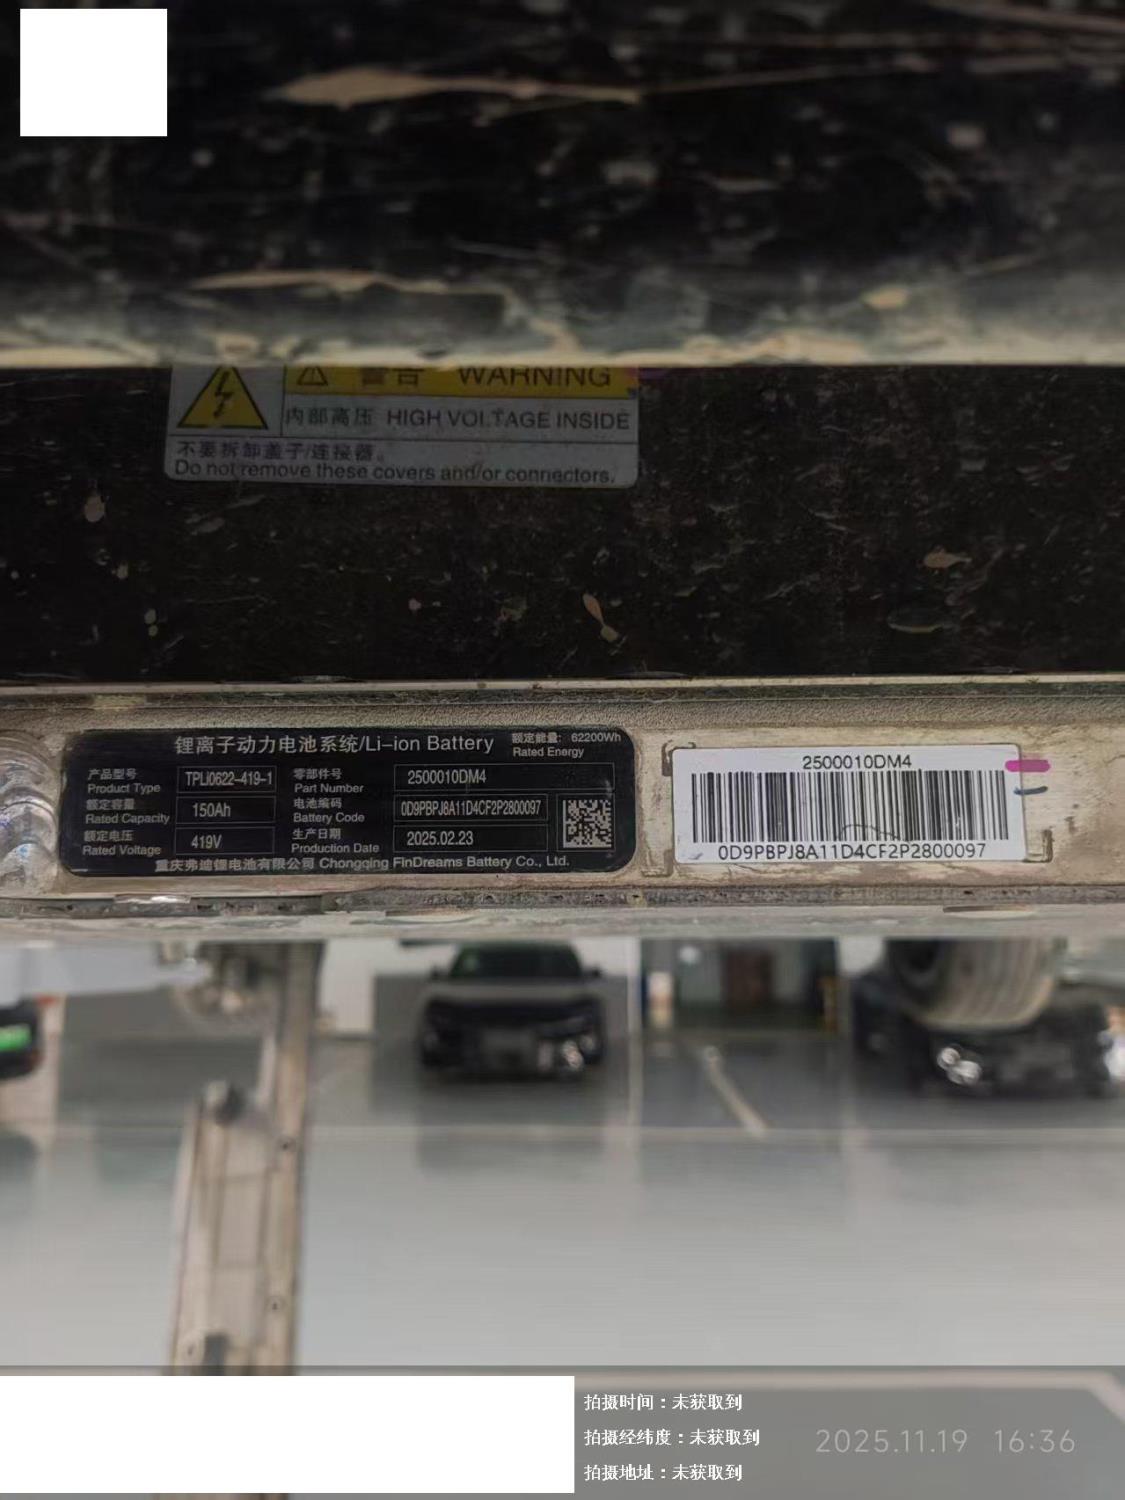 警告 WARNING
内部高压 HIGH VOLTAGE INSIDE
不要拆卸盖子/连接器。
Do not remove these covers and/or connectors.
锂离子动力电池系统/Li-ion Battery
额定能量: 62200Wh
Rated Energy
产品型号 TPLI0622-419-1 零部件号 2500010DM4
Product Type Part Number
额定容量 150Ah 电池编码 0D9PBPJ8A11D4CF2P2800097
Rated Capacity Battery Code
额定电压 419V 生产日期 2025.02.23
Rated Voltage Production Date
重庆弗迪锂电池有限公司 Chongqing FinDreams Battery Co., Ltd.
2500010DM4
0D9PBPJ8A11D4CF2P2800097
拍摄时间：未获取到
拍摄经纬度：未获取到
拍摄地址：未获取到
2025.11.19 16:36